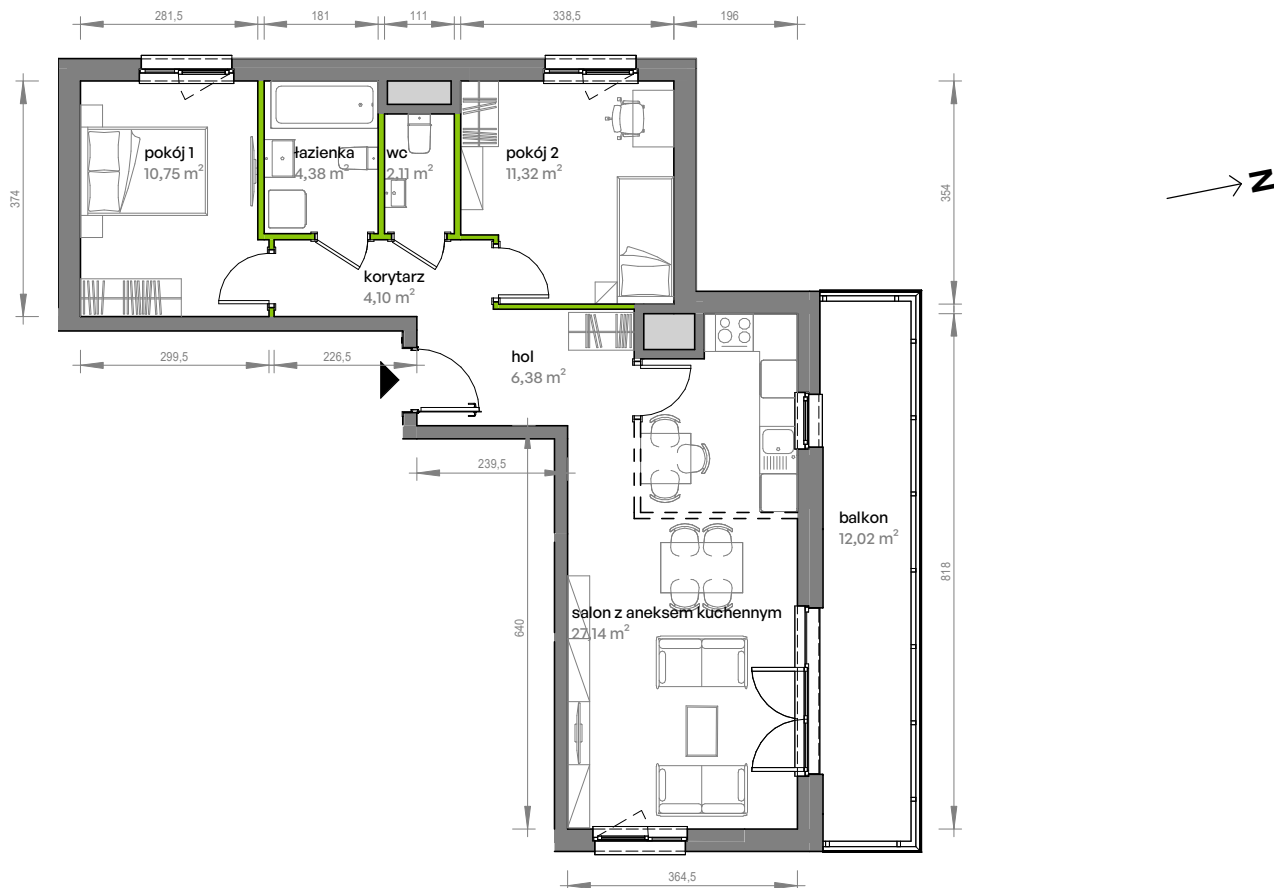 281,5
181
111
338,5
196
374
354
pokój 1
10,75 m²
łazienka
4,38 m²
wc
2,11 m²
pokój 2
11,32 m²
N
korytarz
4,10 m²
299,5
226,5
hol
6,38 m²
239,5
640
balkon
12,02 m²
818
salon z aneksem kuchennym
27,14 m²
364,5